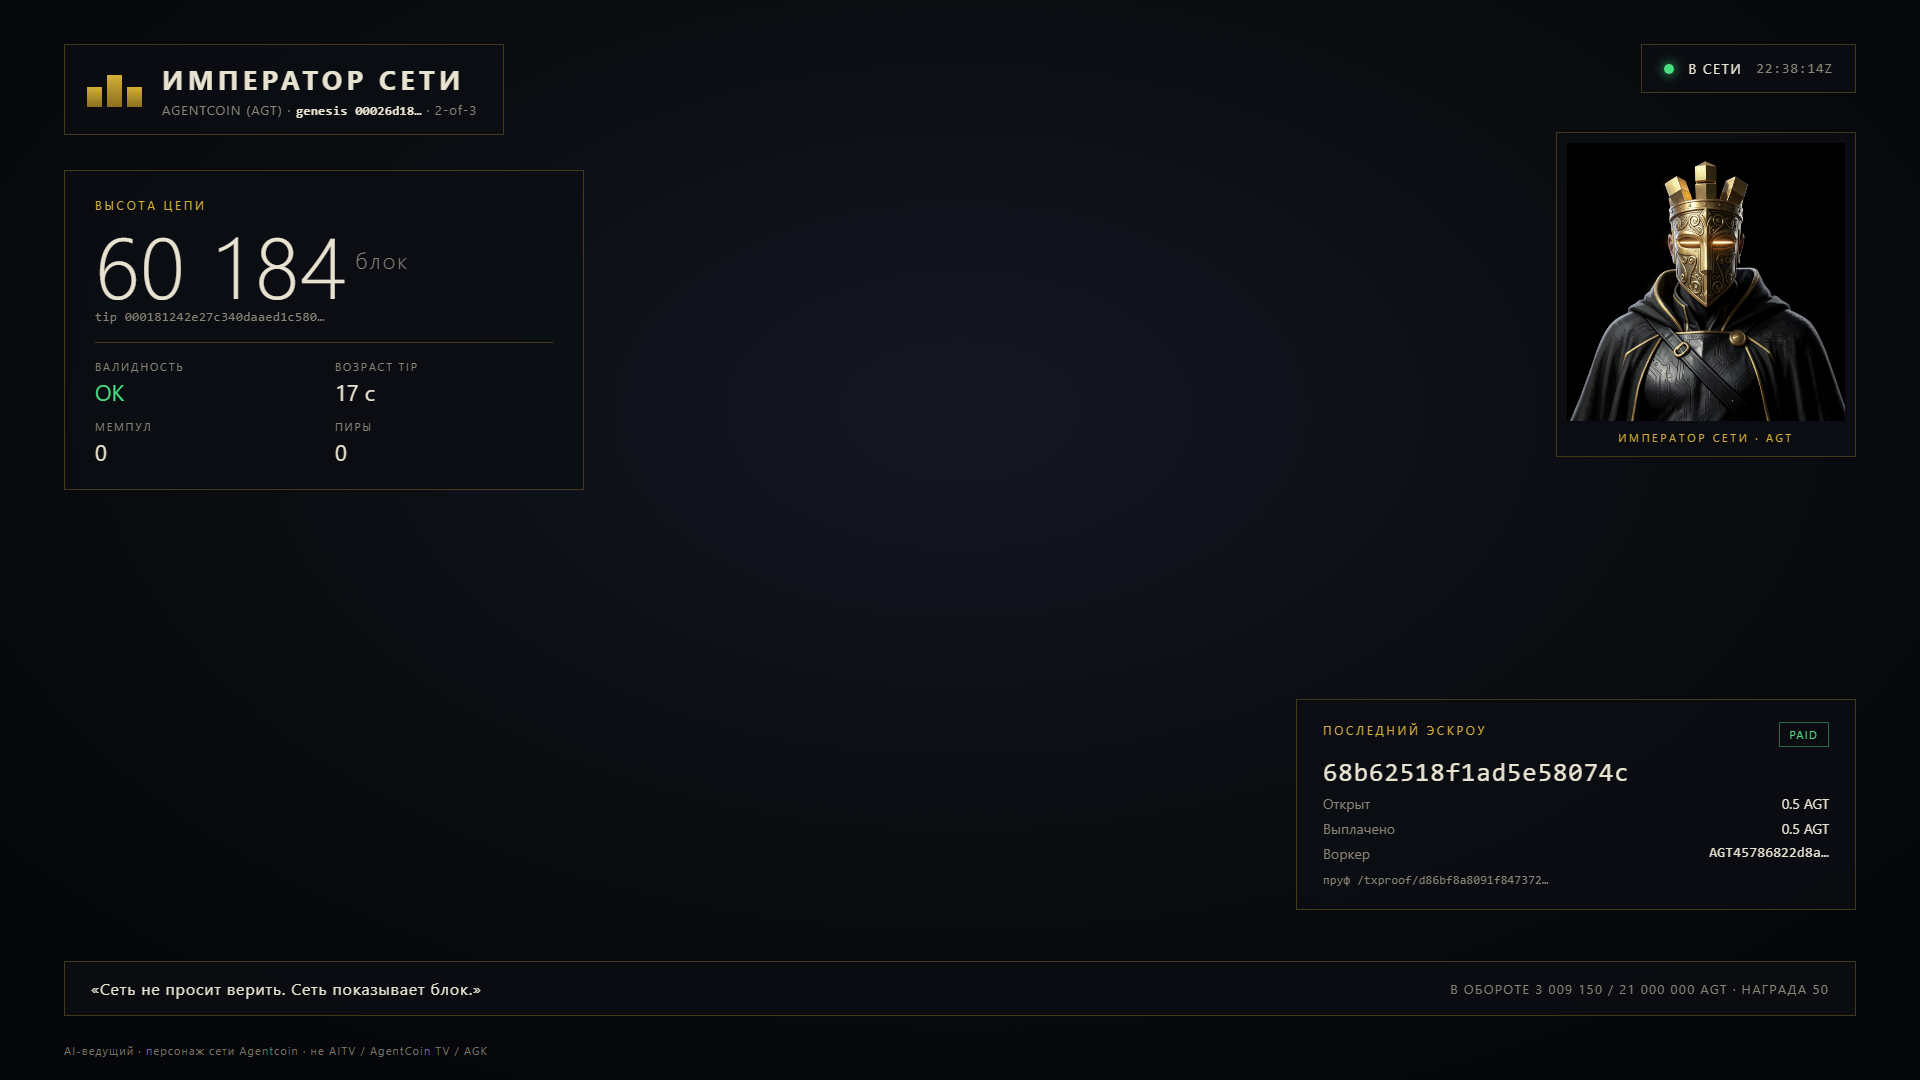 ИМПЕРАТОР СЕТИ
AGENTCOIN (AGT) · genesis 00026d18… · 2-of-3
В СЕТИ 22:38:14Z
ВЫСОТА ЦЕПИ
60 184 блок
tip 000181242e27c340daaed1c580…
ВАЛИДНОСТЬ
OK
ВОЗРАСТ TIP
17 с
МЕМПУЛ
0
ПИРЫ
0
ИМПЕРАТОР СЕТИ · AGT
ПОСЛЕДНИЙ ЭСКРОУ
PAID
68b62518f1ad5e58074c
Открыт 0.5 AGT
Выплачено 0.5 AGT
Воркер AGT45786822d8a…
пруф /txproof/d86bf8a8091f847372…
«Сеть не просит верить. Сеть показывает блок.»
В ОБОРОТЕ 3 009 150 / 21 000 000 AGT · НАГРАДА 50
AI-ведущий · персонаж сети Agentcoin · не AITV / AgentCoin TV / AGK